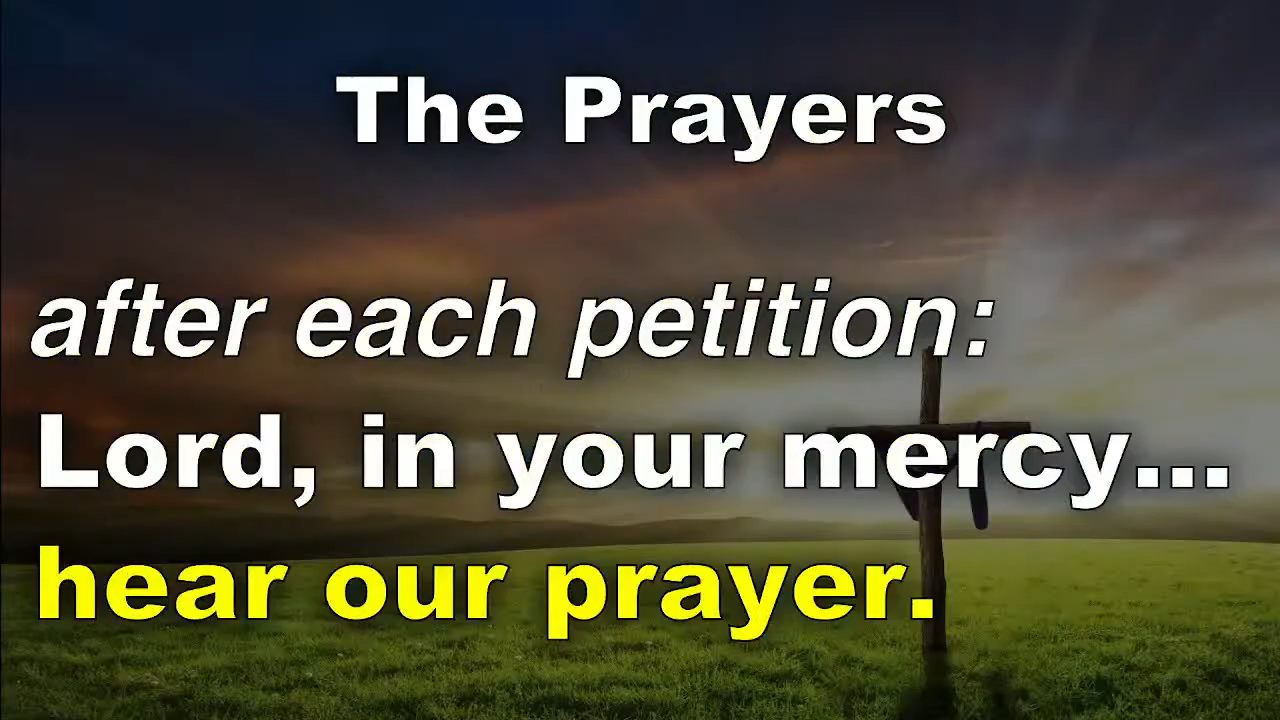 The Prayers
after each petition:
Lord, in your mercy...
hear our prayer.